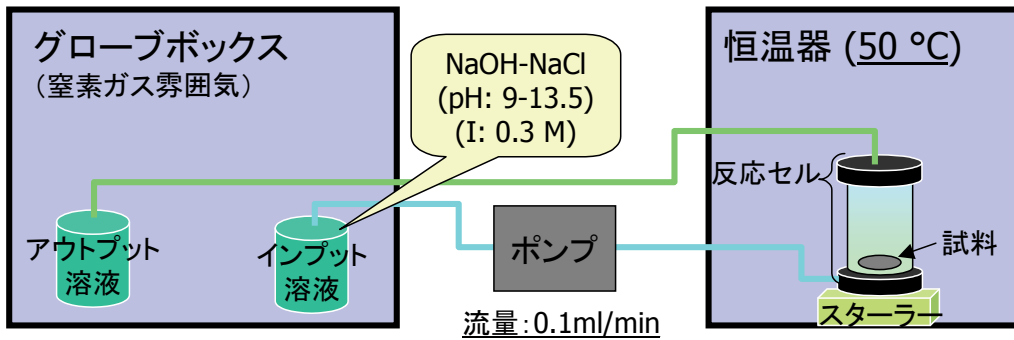 グローブボックス
(窒素ガス雰囲気)
NaOH-NaCl
(pH: 9-13.5)
(I: 0.3 M)
恒温器 (50 °C)
反応セル
アウトプット
溶液
インプット
溶液
ポンプ
試料
スターラー
流量:0.1ml/min